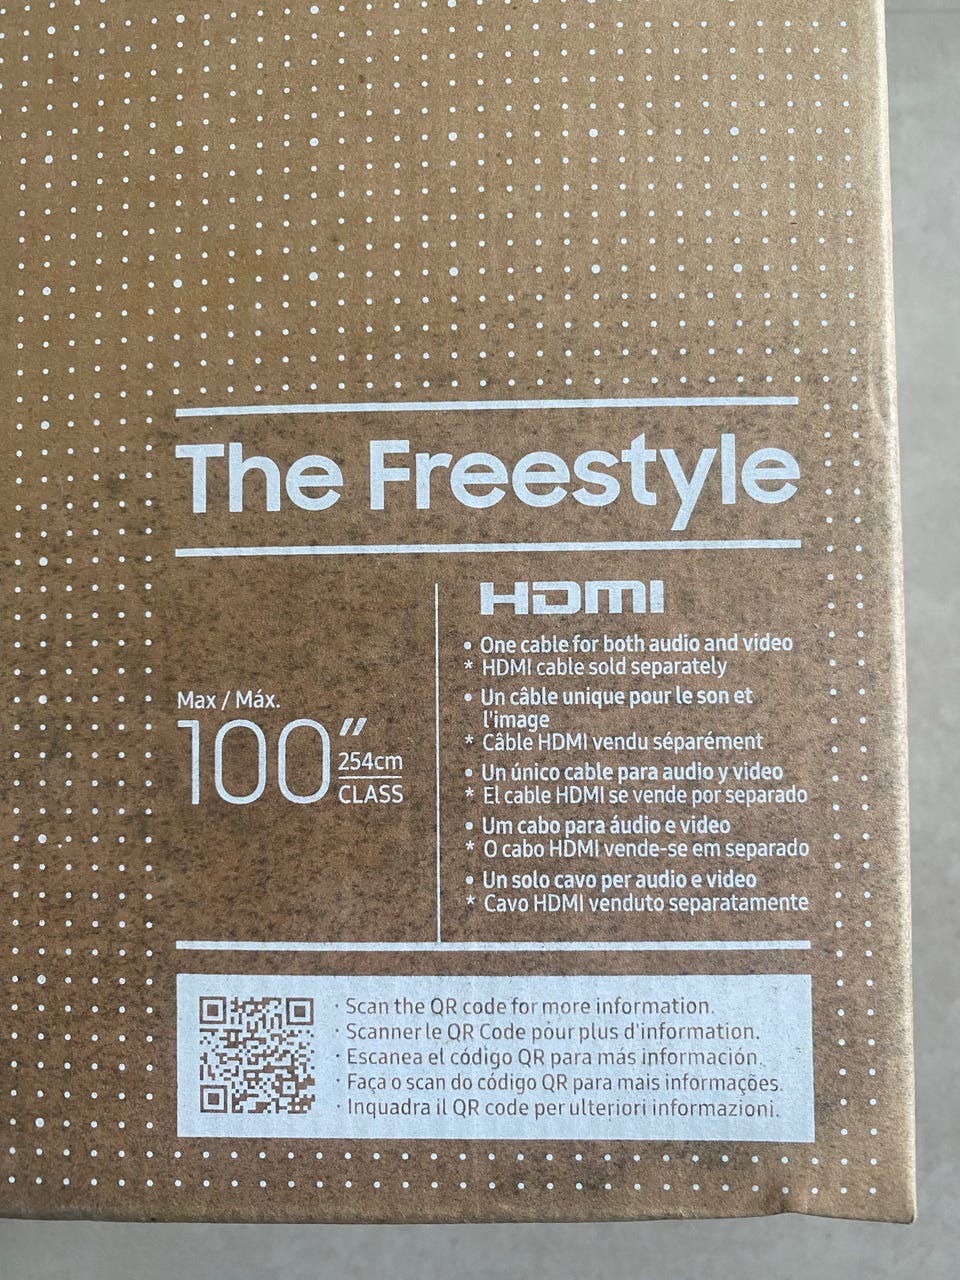 The Freestyle
Max / Máx.
100"
254cm
CLASS
HDMI
• One cable for both audio and video
* HDMI cable sold separately
• Un câble unique pour le son et
l'image
* Câble HDMI vendu séparément
• Un único cable para audio y video
* El cable HDMI se vende por separado
• Um cabo para áudio e video
* O cabo HDMI vende-se em separado
• Un solo cavo per audio e video
* Cavo HDMI venduto separatamente
· Scan the QR code for more information.
· Scanner le QR Code pour plus d'information.
· Escanea el código QR para más información.
· Faça o scan do código QR para mais informações.
· Inquadra il QR code per ulteriori informazioni.